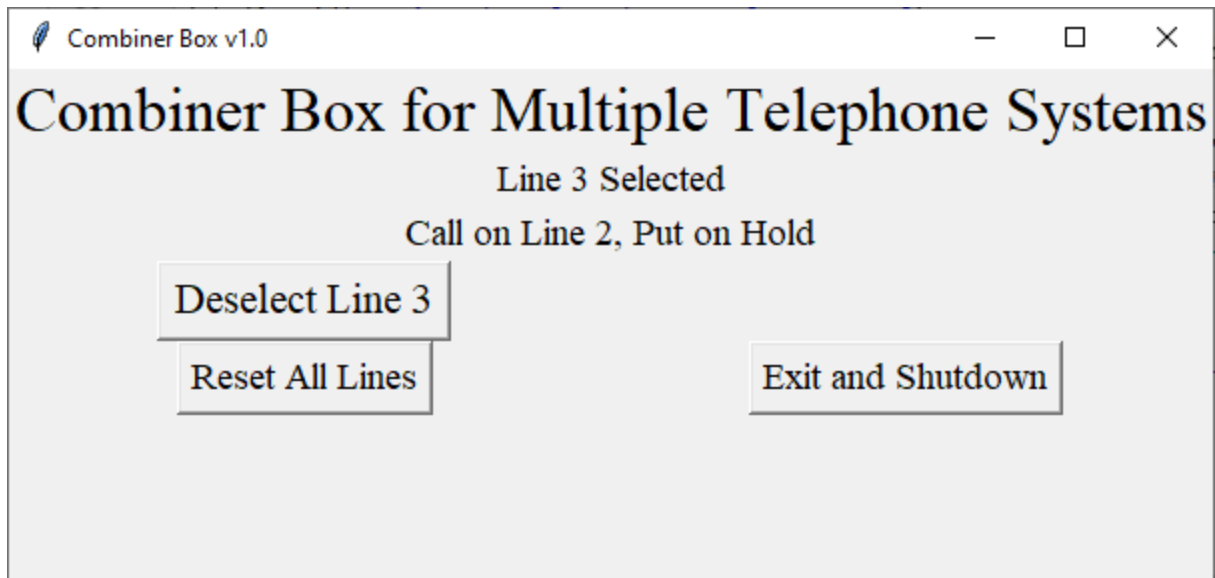 Combiner Box v1.0
Combiner Box for Multiple Telephone Systems
Line 3 Selected
Call on Line 2, Put on Hold
Deselect Line 3
Reset All Lines
Exit and Shutdown